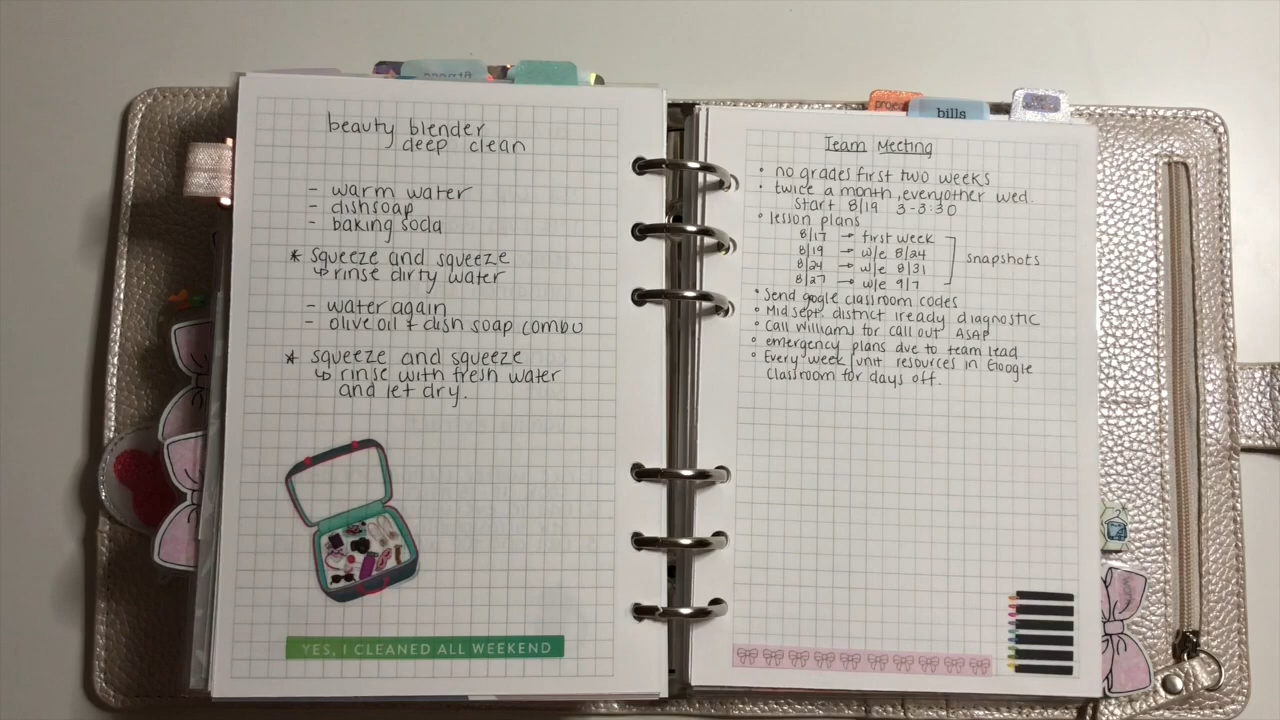 beauty blender
deep clean
- warm water
- dishsoap
- baking soda
* squeeze and squeeze
↳ rinse dirty water
- water again
- olive oil & dish soap combo
* squeeze and squeeze
↳ rinse with fresh water
and let dry.
YES, I CLEANED ALL WEEKEND
bills
Team Meeting
• no grades first two weeks
• twice a month, everyother wed.
start 8/19 3-3:30
• lesson plans
8/17 → first week
8/19 → w/e 8/24
8/24 → w/e 8/31
8/27 → w/e 9/7
snapshots
• Send google classroom codes
• Mid sept. district iready diagnostic
• Call Williams for call out ASAP
• emergency plans due to team lead
• Every week/unit resources in Google
Classroom for days off.
work